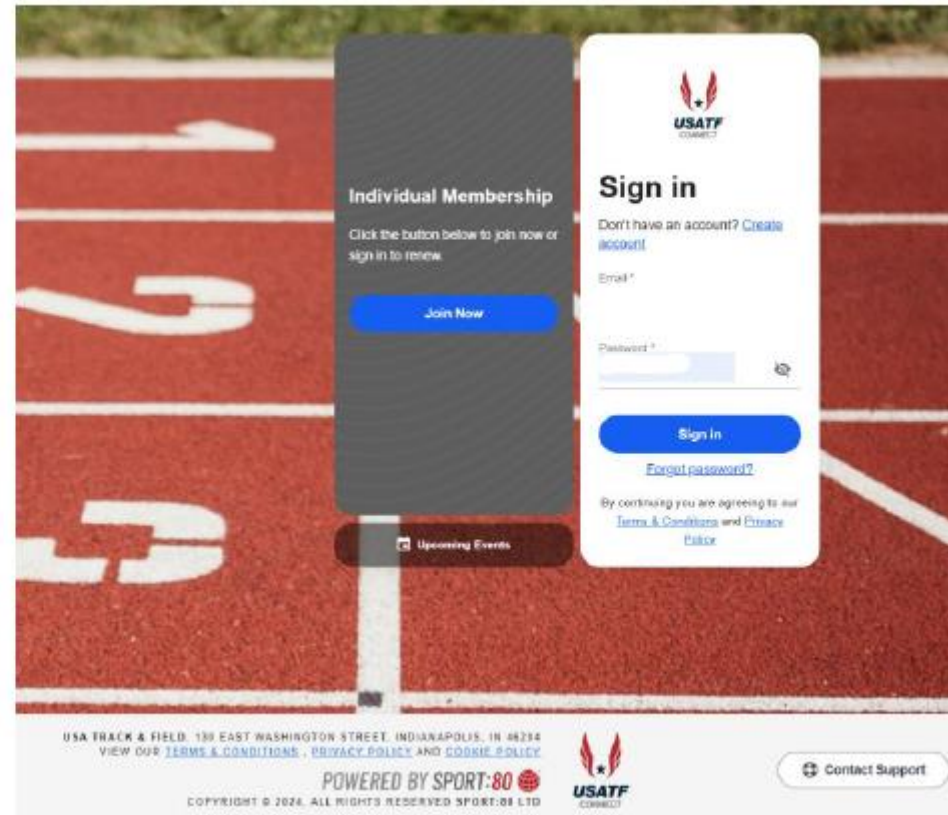 1
2
3
Individual Membership
Click the button below to join now or
sign in to renew.
Join Now
Upcoming Events
USATF
CONNECT
Sign in
Don't have an account? Create
account
Email *
Password *
Sign in
Forgot password?
By continuing you are agreeing to our
Terms & Conditions and Privacy
Policy
USA TRACK & FIELD, 130 EAST WASHINGTON STREET, INDIANAPOLIS, IN 46234
VIEW OUR TERMS & CONDITIONS , PRIVACY POLICY AND COOKIE POLICY
POWERED BY SPORT:80
COPYRIGHT © 2024. ALL RIGHTS RESERVED SPORT:80 LTD
USATF
CONNECT
Contact Support